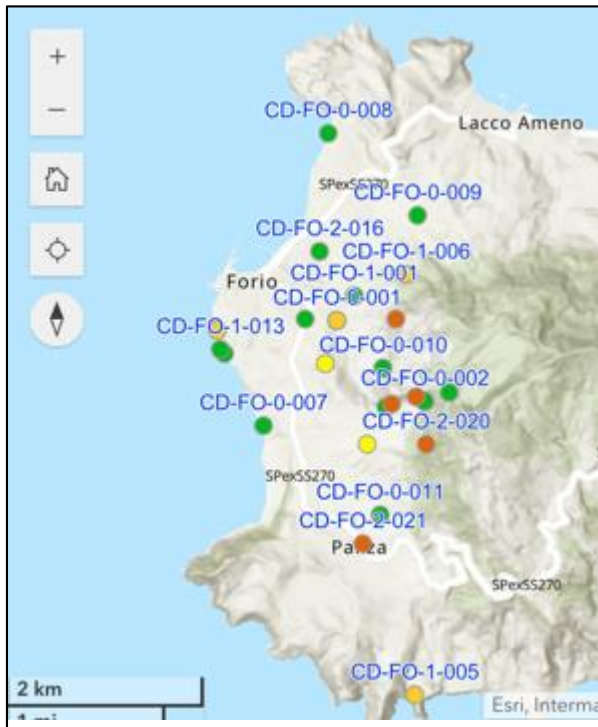 +
−
CD-FO-0-008
Lacco Ameno
SPexSS270
CD-FO-0-009
CD-FO-2-016
CD-FO-1-006
Forio
CD-FO-1-001
CD-FO-0-001
CD-FO-1-013
CD-FO-0-010
CD-FO-0-002
CD-FO-0-007
CD-FO-2-020
SPexSS270
CD-FO-0-011
CD-FO-2-021
Panza
SPexSS270
CD-FO-1-005
2 km
1 mi
Esri, Interma